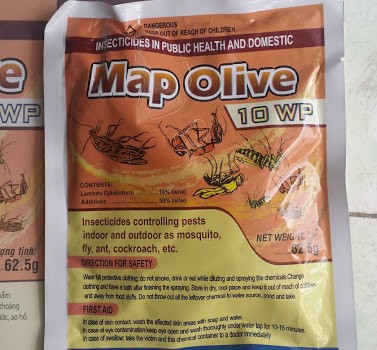 DANGEROUS
KEEP OUT OF REACH OF CHILDREN.
INSECTICIDES IN PUBLIC HEALTH AND DOMESTIC
Map Olive
10 WP
CONTENTS:
Lambda Cyhalothrin 10% (w/w)
Additives 90% (w/w)
Insecticides controlling pests
indoor and outdoor as mosquito,
fly, ant, cockroach, etc.
NET WEIGHT:
62.5g
DIRECTION FOR SAFETY
Wear full protective clothing; do not smoke, drink or eat while diluting and spraying the chemicals. Change
clothing and have a bath after finishing the spraying. Store in dry, cool place and keep it out of reach of children
and away from food stuffs. Do not throw out all the leftover chemical to water source, pond and lake.
FIRST AID
In case of skin contact: wash the affected skin areas with soap and water.
In case of eye contamination: keep eye open and wash thoroughly under water tap for 10-15 minutes.
In case of swallow: take the victim and this chemical container to a doctor immediately
ve
WP
ợng tịnh:
62.5g